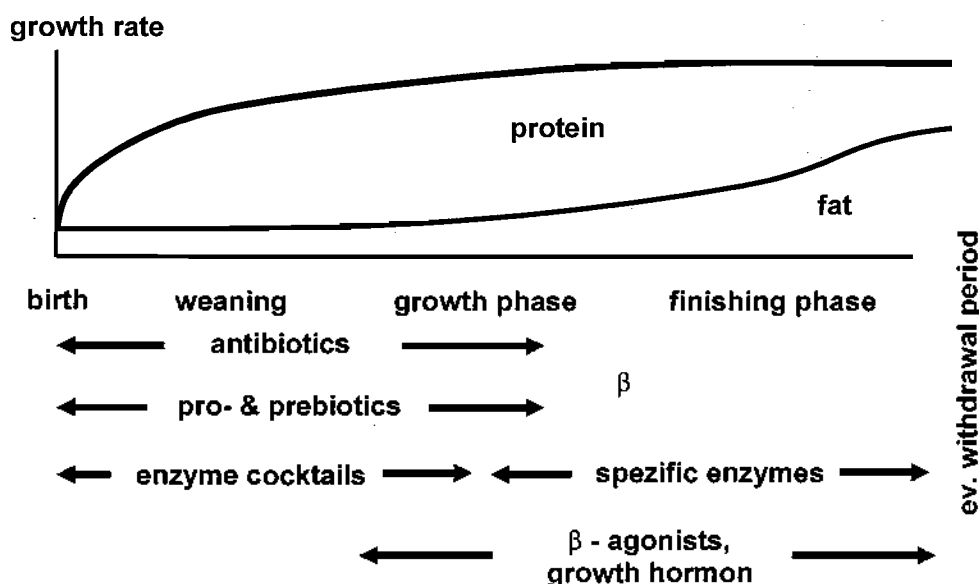 growth rate
protein
fat
birth weaning growth phase finishing phase
antibiotics
β
pro- & prebiotics
enzyme cocktails spezific enzymes
β - agonists,
growth hormon
ev. withdrawal period